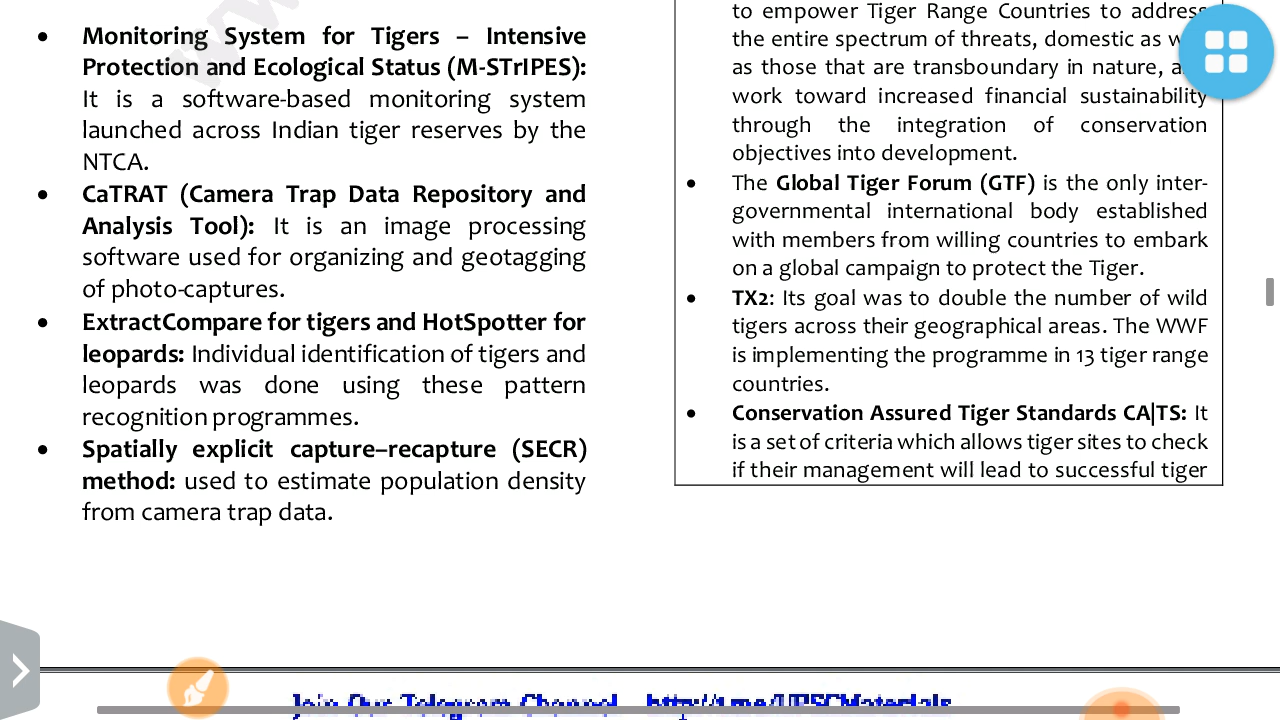 Monitoring System for Tigers – Intensive
Protection and Ecological Status (M-STrIPES):
It is a software-based monitoring system
launched across Indian tiger reserves by the
NTCA.
CaTRAT (Camera Trap Data Repository and
Analysis Tool): It is an image processing
software used for organizing and geotagging
of photo-captures.
ExtractCompare for tigers and HotSpotter for
leopards: Individual identification of tigers and
leopards was done using these pattern
recognition programmes.
Spatially explicit capture–recapture (SECR)
method: used to estimate population density
from camera trap data.
to empower Tiger Range Countries to address
the entire spectrum of threats, domestic as
as those that are transboundary in nature,
work toward increased financial sustainability
through the integration of conservation
objectives into development.
The Global Tiger Forum (GTF) is the only inter-
governmental international body established
with members from willing countries to embark
on a global campaign to protect the Tiger.
TX2: Its goal was to double the number of wild
tigers across their geographical areas. The WWF
is implementing the programme in 13 tiger range
countries.
Conservation Assured Tiger Standards CA|TS: It
is a set of criteria which allows tiger sites to check
if their management will lead to successful tiger
Join Our Telegram Channel http://t.me/UPSCMaterials